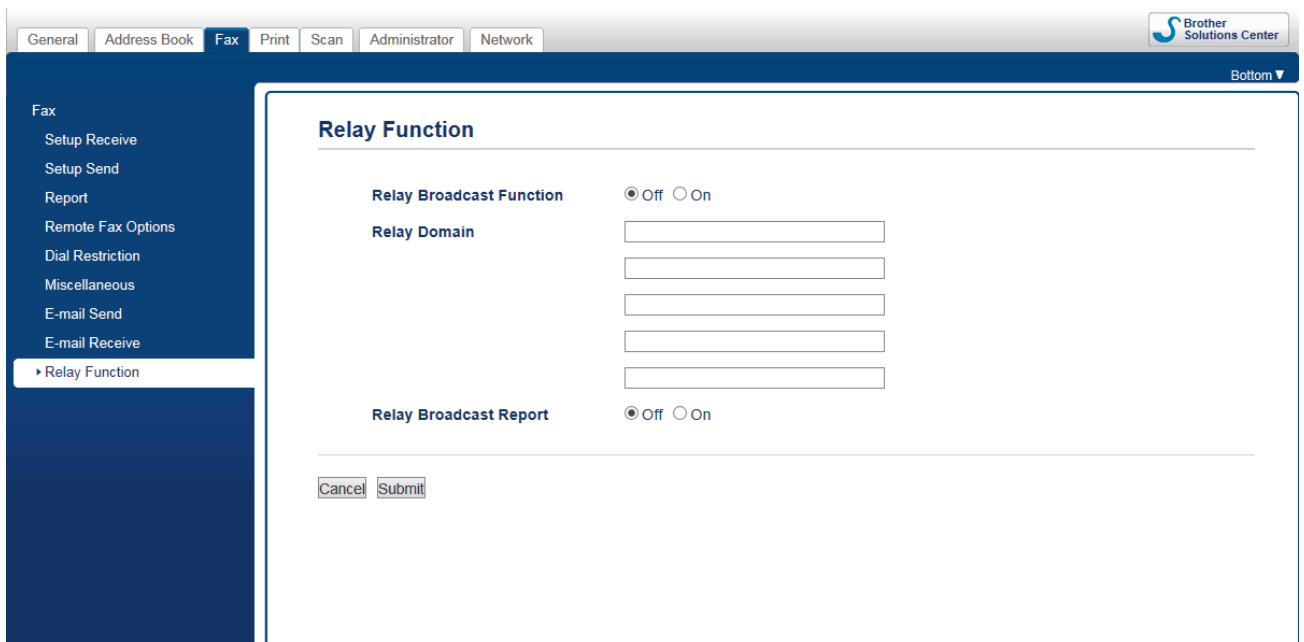 General Address Book Fax Print Scan Administrator Network
Brother
Solutions Center
Bottom▼
Fax
Setup Receive
Setup Send
Report
Remote Fax Options
Dial Restriction
Miscellaneous
E-mail Send
E-mail Receive
Relay Function
Relay Function
Relay Broadcast Function Off On
Relay Domain
Relay Broadcast Report Off On
Cancel Submit